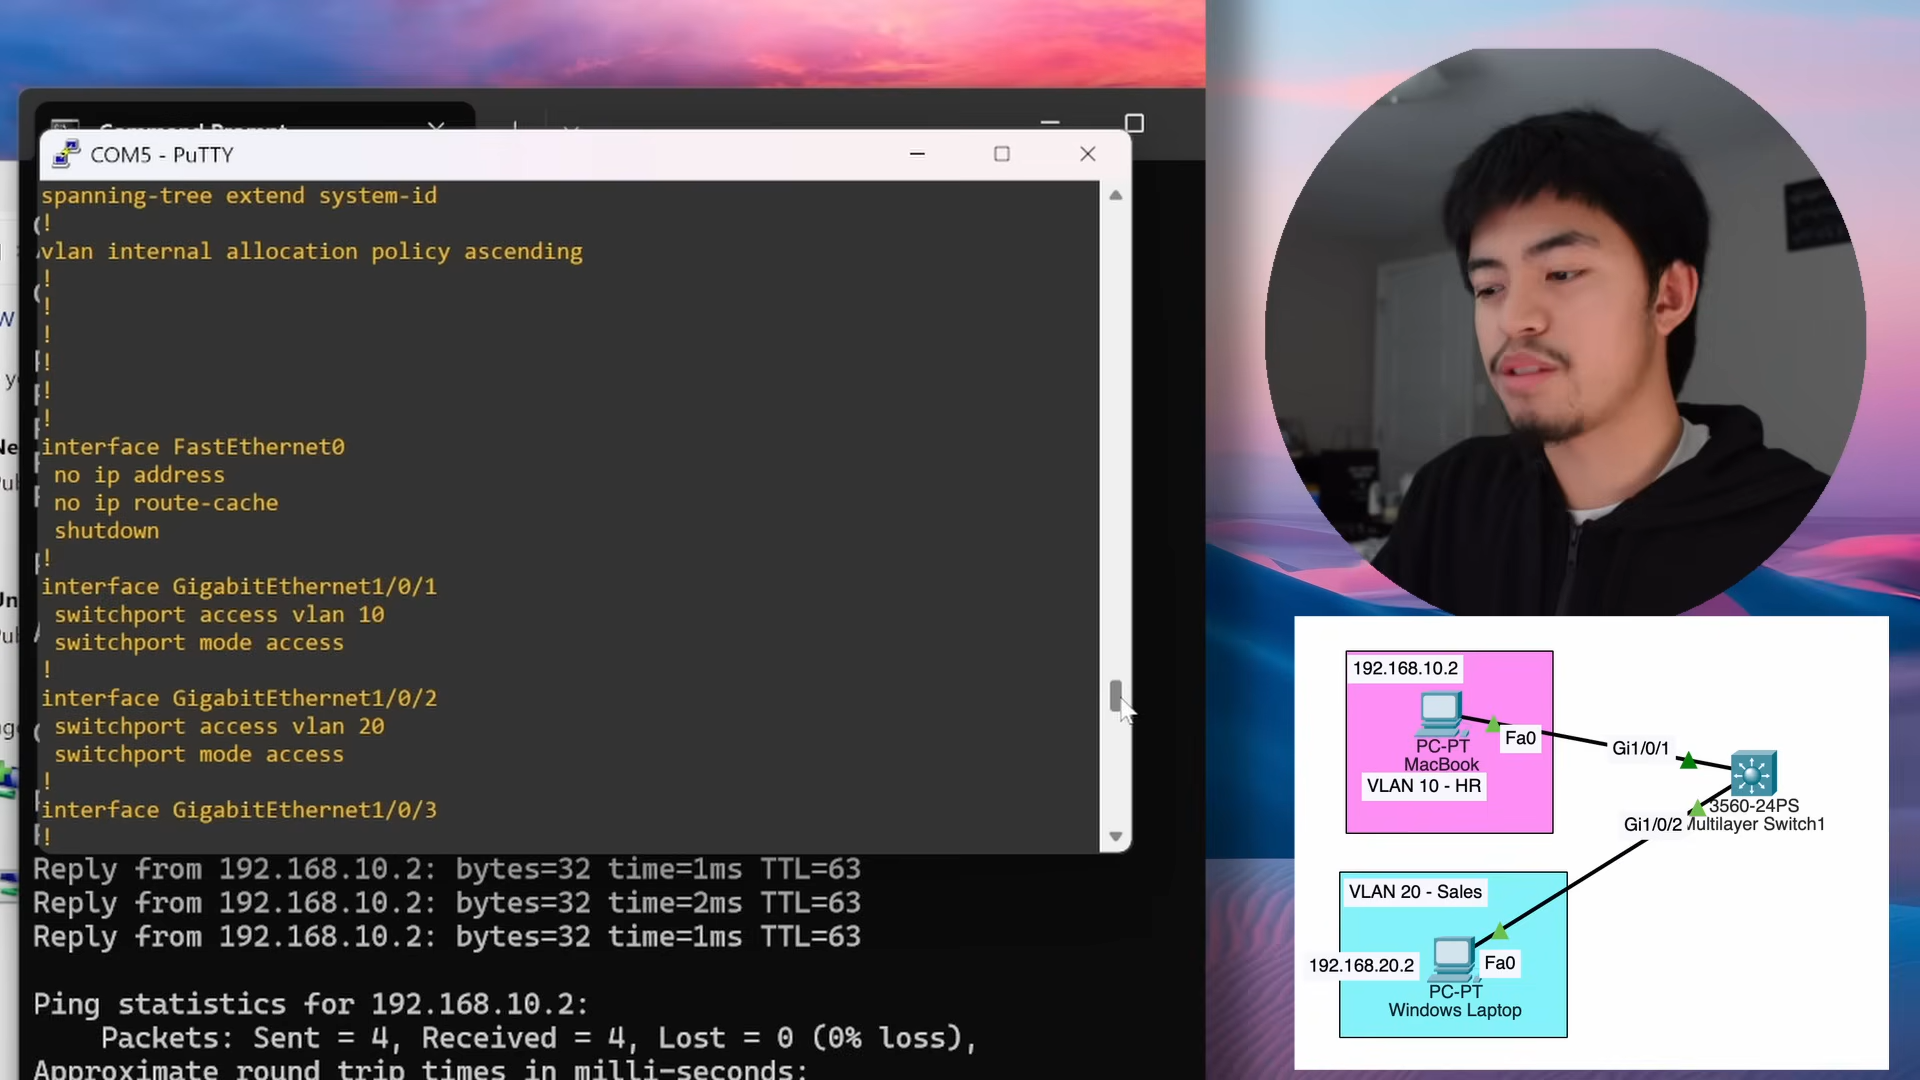 COM5 - PuTTY
spanning-tree extend system-id
!
vlan internal allocation policy ascending
!
!
!
!
!
!
interface FastEthernet0
no ip address
no ip route-cache
shutdown
!
interface GigabitEthernet1/0/1
switchport access vlan 10
switchport mode access
!
interface GigabitEthernet1/0/2
switchport access vlan 20
switchport mode access
!
interface GigabitEthernet1/0/3
!
Reply from 192.168.10.2: bytes=32 time=1ms TTL=63
Reply from 192.168.10.2: bytes=32 time=2ms TTL=63
Reply from 192.168.10.2: bytes=32 time=1ms TTL=63
Ping statistics for 192.168.10.2:
Packets: Sent = 4, Received = 4, Lost = 0 (0% loss),
Approximate round trip times in milli-seconds:
192.168.10.2
Fa0
PC-PT
MacBook
VLAN 10 - HR
Gi1/0/1
3560-24PS
Gi1/0/2
Multilayer Switch1
VLAN 20 - Sales
192.168.20.2
Fa0
PC-PT
Windows Laptop